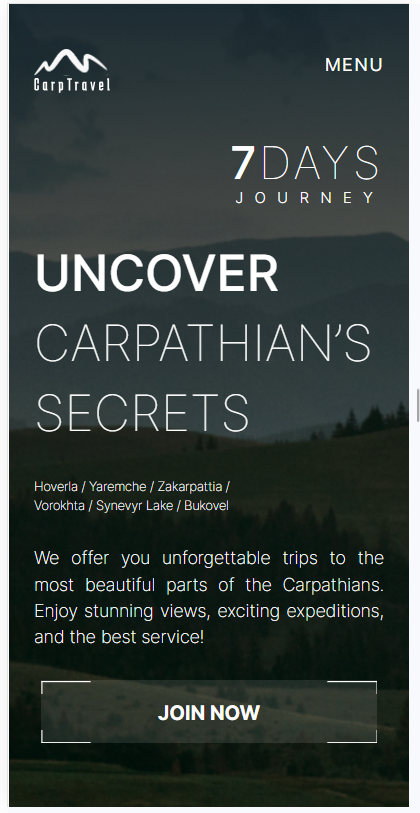 CarpTravel
MENU
7DAYS
JOURNEY
UNCOVER
CARPATHIAN’S
SECRETS
Hoverla / Yaremche / Zakarpattia /
Vorokhta / Synevyr Lake / Bukovel
We offer you unforgettable trips to the
most beautiful parts of the Carpathians.
Enjoy stunning views, exciting expeditions,
and the best service!
JOIN NOW